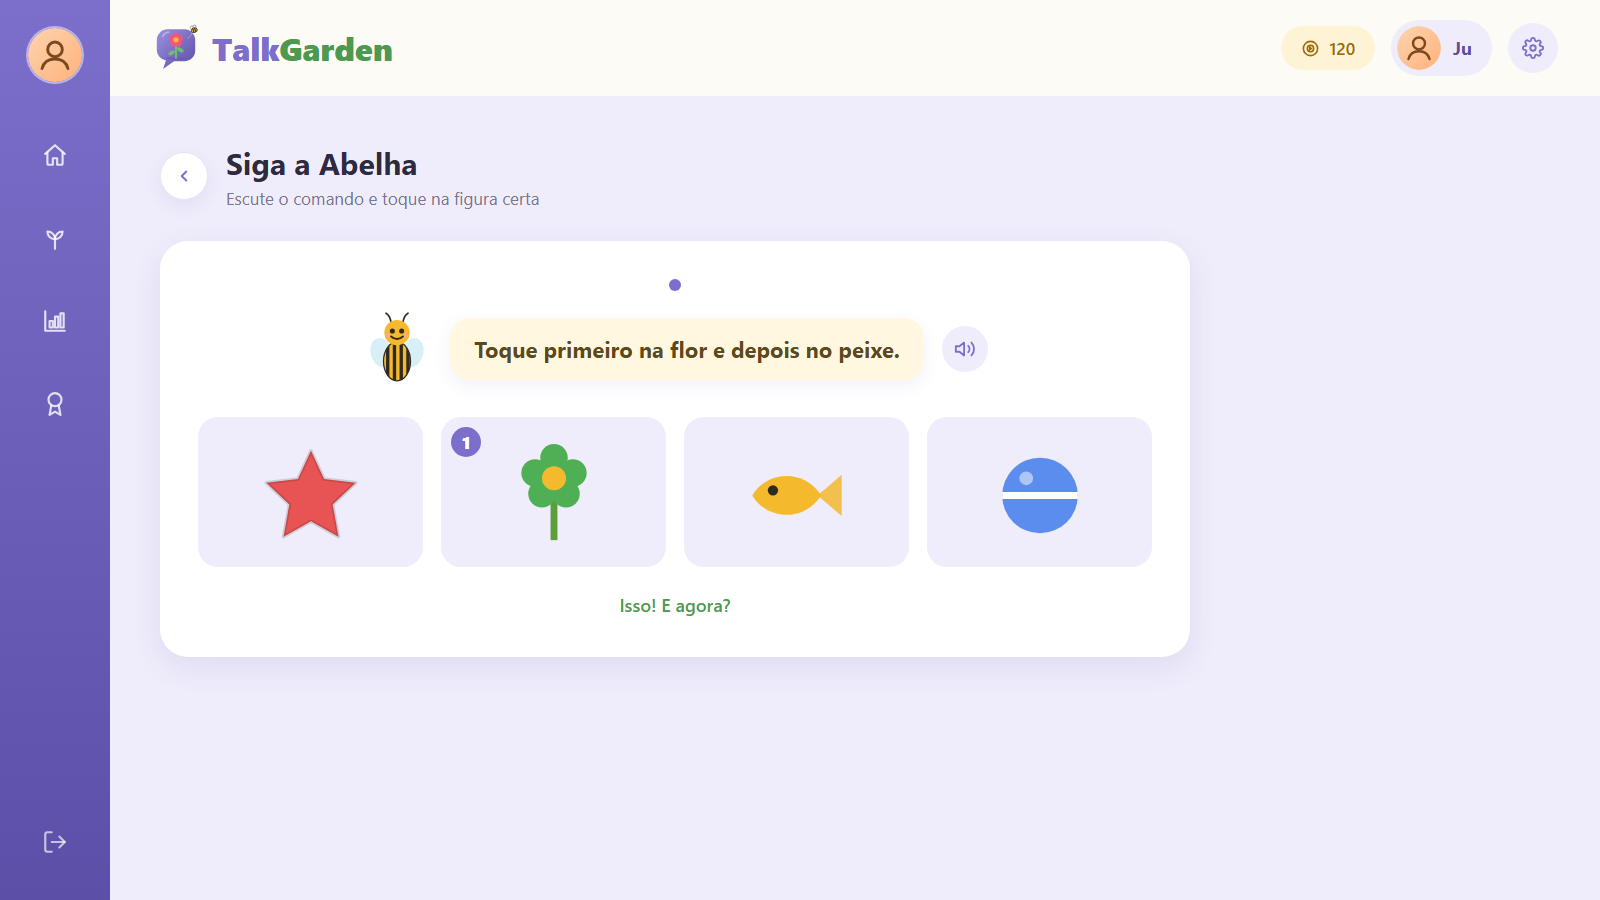 TalkGarden
120
Ju
Siga a Abelha
Escute o comando e toque na figura certa
Toque primeiro na flor e depois no peixe.
1
Isso! E agora?